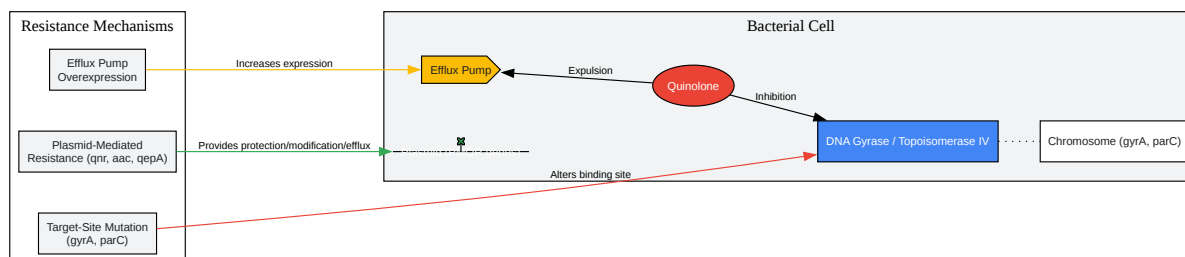 Resistance Mechanisms
Efflux Pump
Overexpression
Plasmid-Mediated
Resistance (qnr, aac, qepA)
Target-Site Mutation
(gyrA, parC)
Increases expression
Provides protection/modification/efflux
Alters binding site
Bacterial Cell
Efflux Pump
Expulsion
Quinolone
Inhibition
DNA Gyrase / Topoisomerase IV
Chromosome (gyrA, parC)